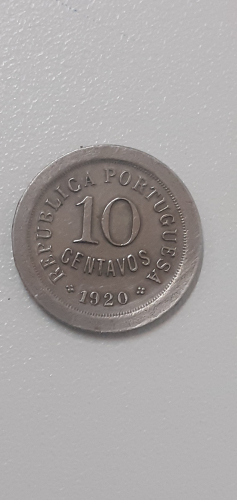 REPUBLICA PORTUGUESA
10
CENTAVOS
1920